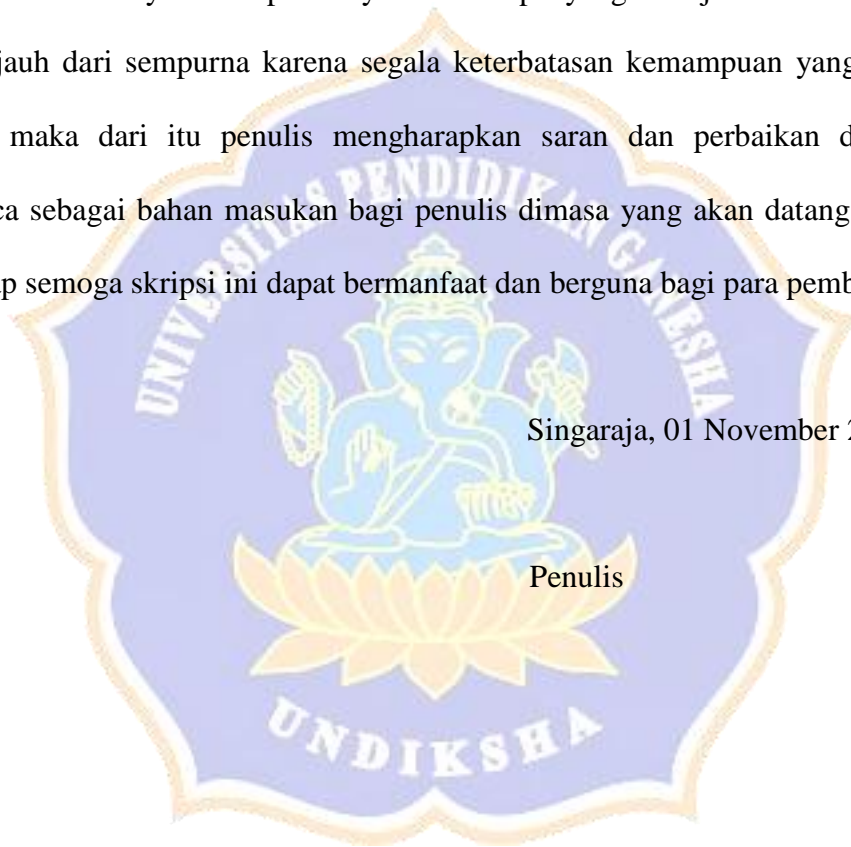 jauh dari sempurna karena segala keterbatasan kemampuan yang
maka dari itu penulis mengharapkan saran dan perbaikan
sebagai bahan masukan bagi penulis dimasa yang akan datang
semoga skripsi ini dapat bermanfaat dan berguna bagi para
UNIVERSITAS PENDIDIKAN GANESHA
Singaraja, 01 November
Penulis
UNDIKSHA